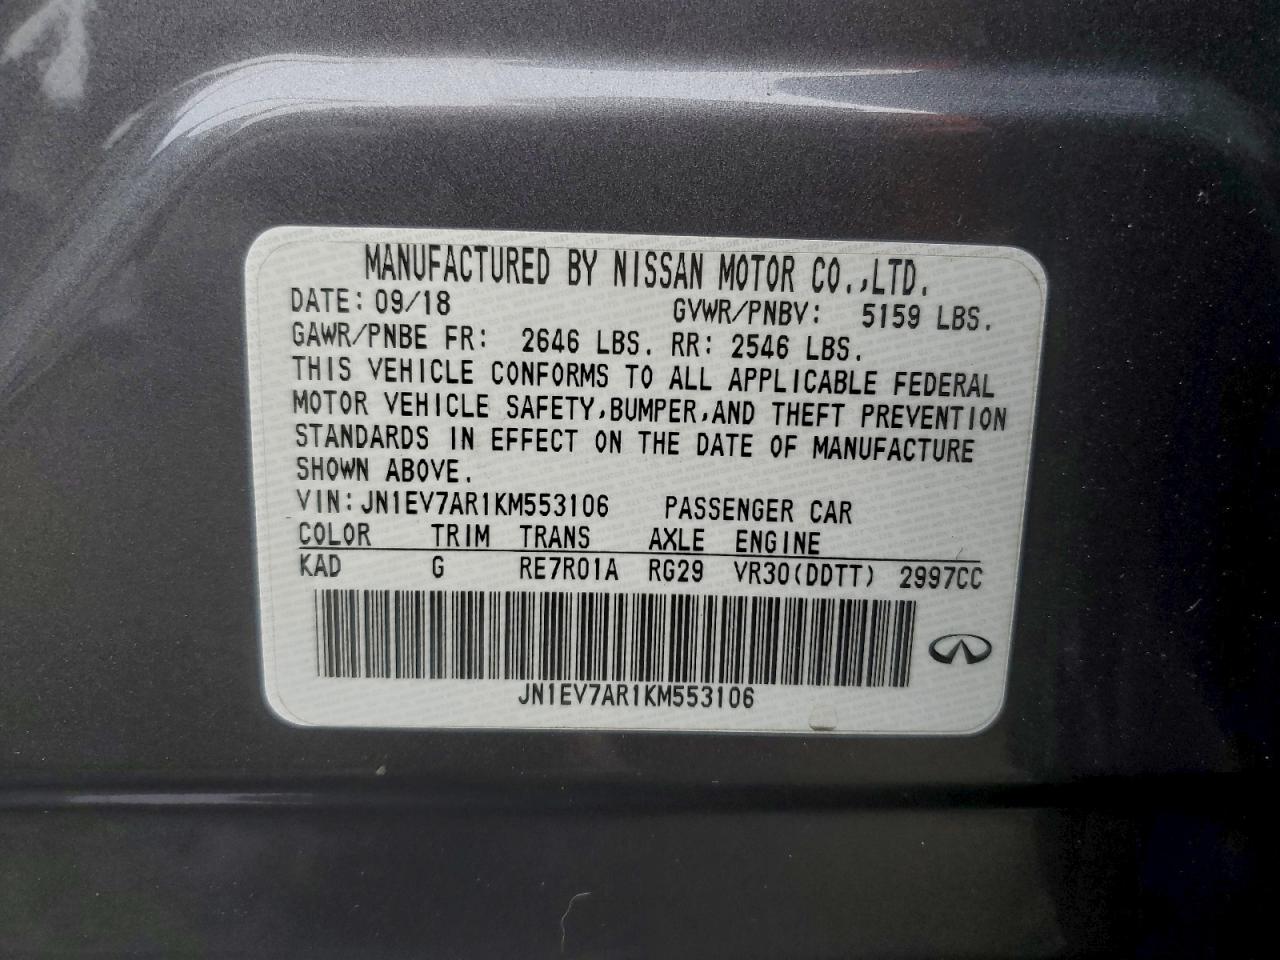 MANUFACTURED BY NISSAN MOTOR CO.,LTD.
DATE: 09/18 GVWR/PNBV: 5159 LBS.
GAWR/PNBE FR: 2646 LBS. RR: 2546 LBS.
THIS VEHICLE CONFORMS TO ALL APPLICABLE FEDERAL
MOTOR VEHICLE SAFETY,BUMPER,AND THEFT PREVENTION
STANDARDS IN EFFECT ON THE DATE OF MANUFACTURE
SHOWN ABOVE.
VIN: JN1EV7AR1KM553106 PASSENGER CAR
COLOR TRIM TRANS AXLE ENGINE
KAD G RE7R01A RG29 VR30(DDTT) 2997CC
JN1EV7AR1KM553106